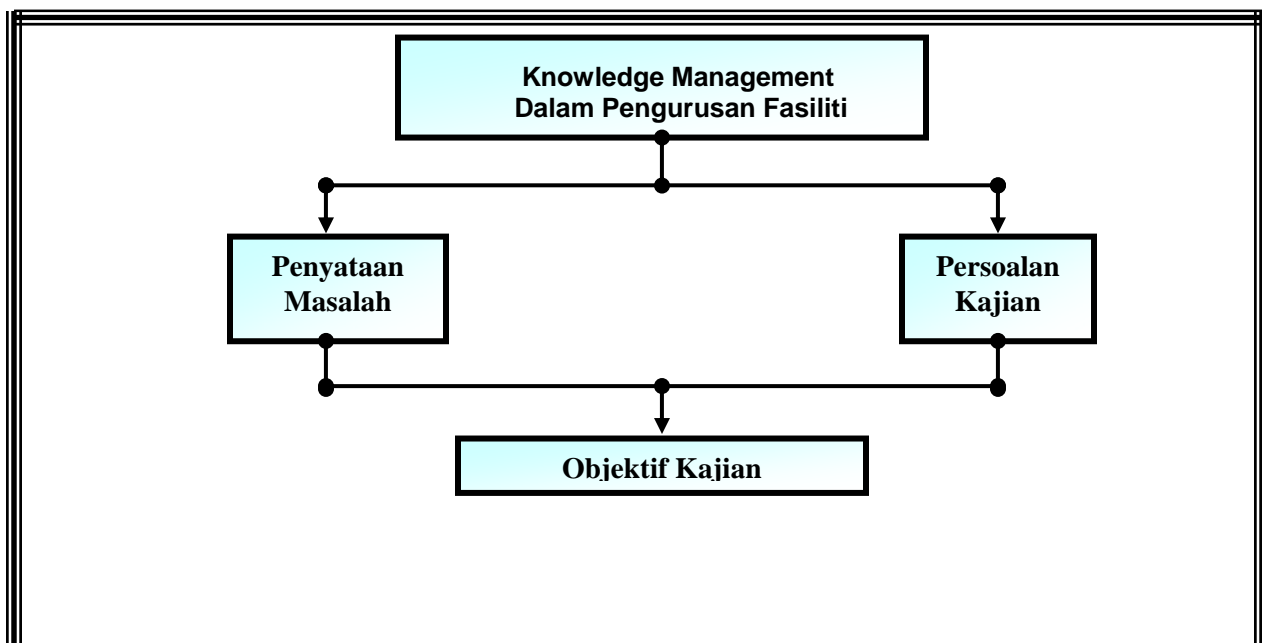 Knowledge Management
Dalam Pengurusan Fasiliti
Penyataan
Masalah
Persoalan
Kajian
Objektif Kajian